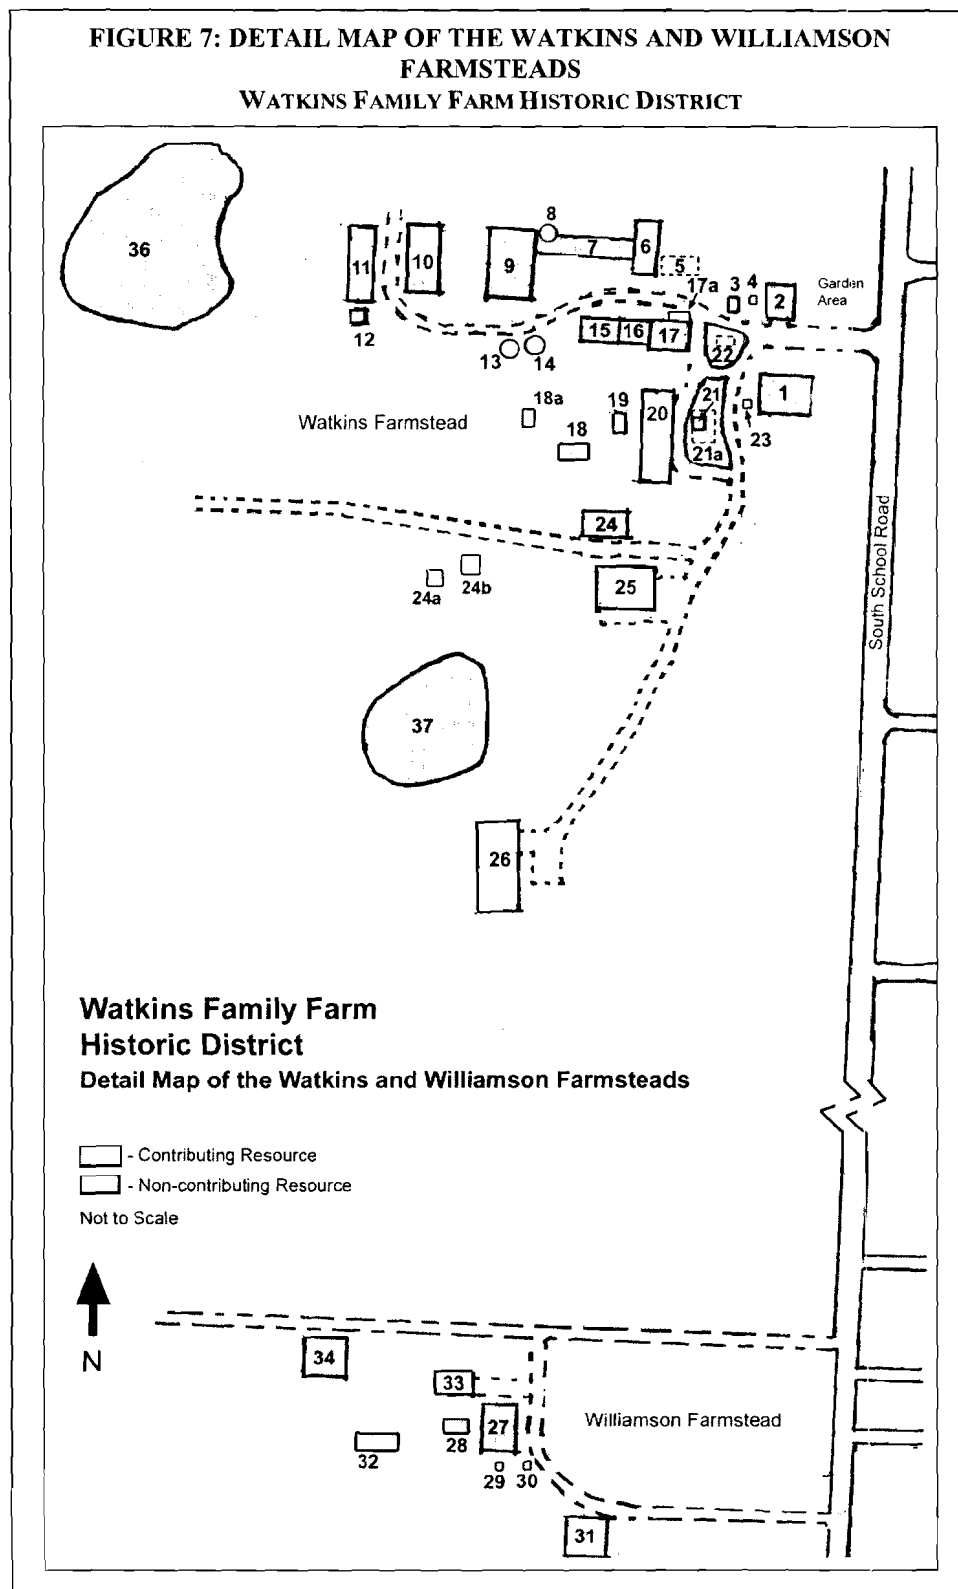 FIGURE 7: DETAIL MAP OF THE WATKINS AND WILLIAMSON
FARMSTEADS
WATKINS FAMILY FARM HISTORIC DISTRICT
36
11
10
9
8
7
6
5
17a
3
4
2
Garden
Area
12
13
14
15
16
17
22
1
Watkins Farmstead
18a
19
18
20
21
21a
23
24
25
24a
24b
South School Road
37
26
Watkins Family Farm
Historic District
Detail Map of the Watkins and Williamson Farmsteads
- Contributing Resource
- Non-contributing Resource
Not to Scale
N
34
33
27
28
32
29
30
Williamson Farmstead
31